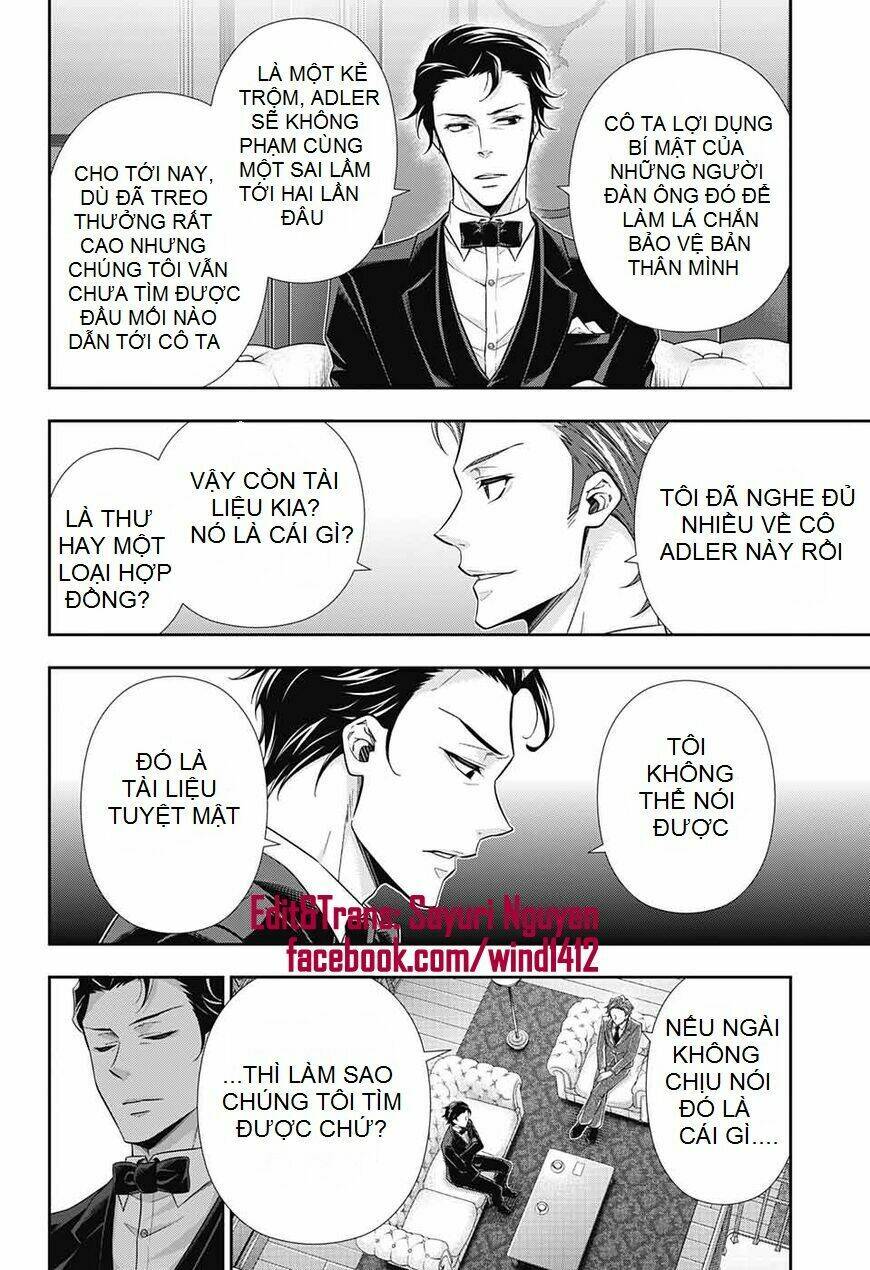 CÔ TA LỢI DỤNG
BÍ MẬT CỦA
NHỮNG NGƯỜI
ĐÀN ÔNG ĐÓ ĐỂ
LÀM LÁ CHẮN
BẢO VỆ BẢN
THÂN MÌNH
LÀ MỘT KẺ
TRỘM, ADLER
SẼ KHÔNG
PHẠM CÙNG
MỘT SAI LẦM
TỚI HAI LẦN
ĐÂU
CHO TỚI NAY,
DÙ ĐÃ TREO
THƯỞNG RẤT
CAO NHƯNG
CHÚNG TÔI VẪN
CHƯA TÌM ĐƯỢC
ĐẦU MỐI NÀO
DẪN TỚI CÔ TA
TÔI ĐÃ NGHE ĐỦ
NHIỀU VỀ CÔ
ADLER NÀY RỒI
VẬY CÒN TÀI
LIỆU KIA?
NÓ LÀ CÁI GÌ?
LÀ THƯ
HAY MỘT
LOẠI HỢP
ĐỒNG?
TÔI
KHÔNG
THỂ NÓI
ĐƯỢC
ĐÓ LÀ
TÀI LIỆU
TUYỆT MẬT
Edit&Trans: Sayuri Nguyen
facebook.com/wind1412
NẾU NGÀI
KHÔNG
CHỊU NÓI
ĐÓ LÀ
CÁI GÌ....
...THÌ LÀM SAO
CHÚNG TÔI TÌM
ĐƯỢC CHỨ?